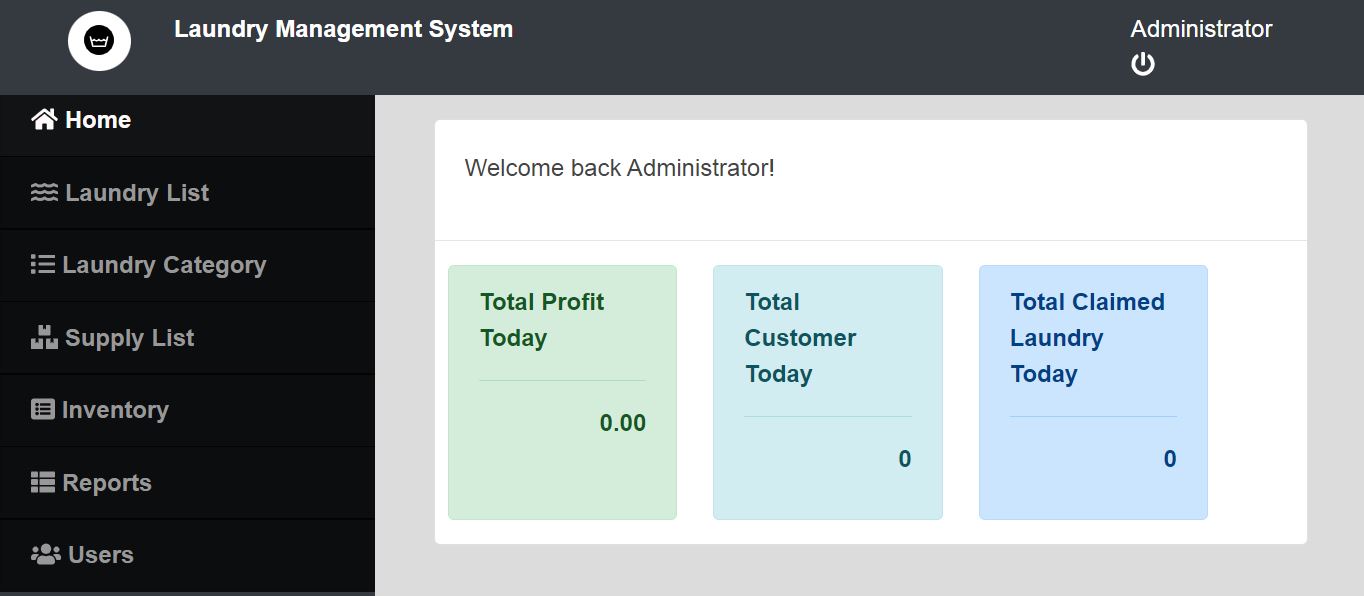 Laundry Management System
Administrator
Home
Laundry List
Laundry Category
Supply List
Inventory
Reports
Users
Welcome back Administrator!
Total Profit
Today
0.00
Total
Customer
Today
0
Total Claimed
Laundry
Today
0